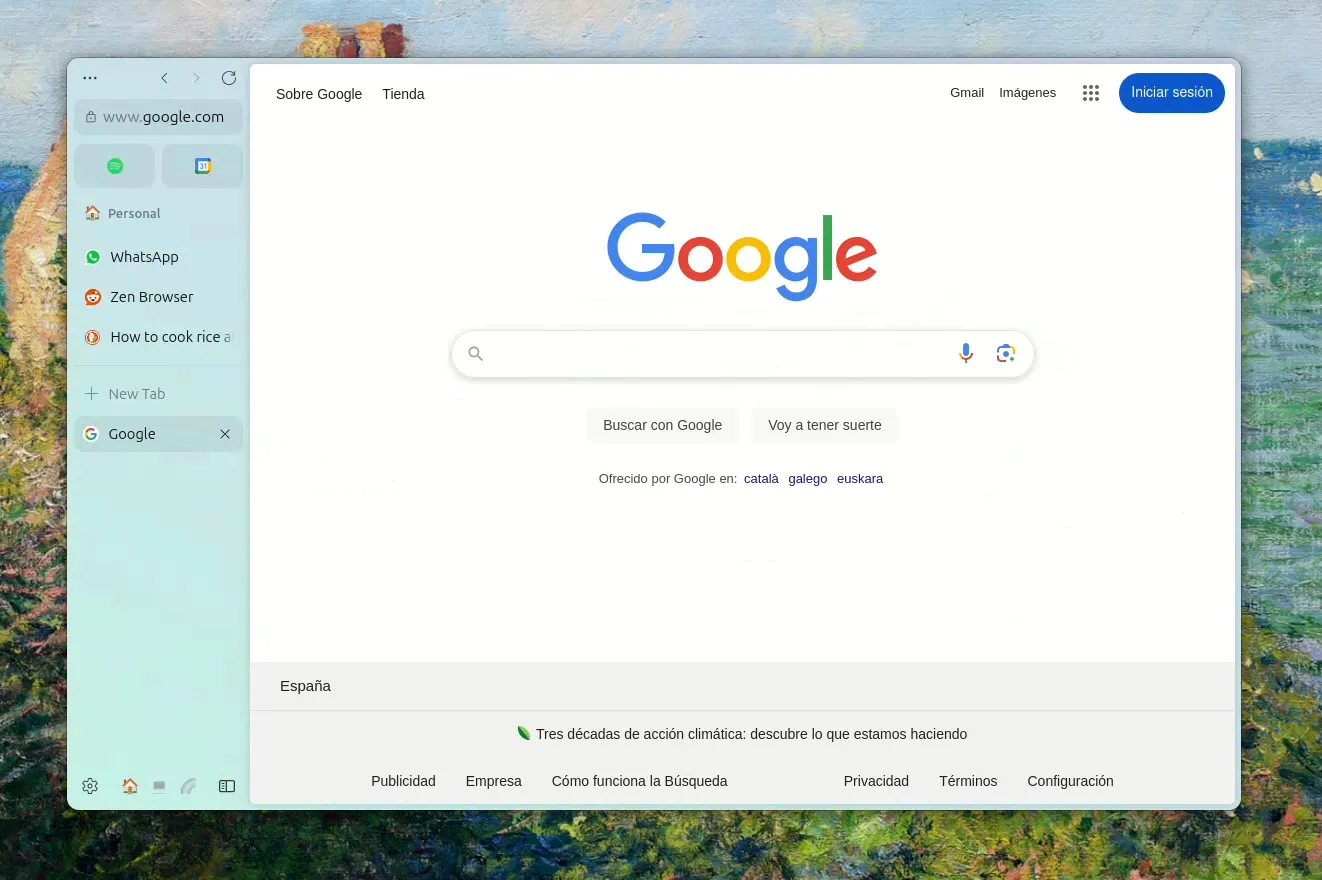 www.google.com
31
Personal
WhatsApp
Zen Browser
How to cook rice
New Tab
Google
Sobre Google Tienda
Gmail Imágenes Iniciar sesión
Google
Buscar con Google Voy a tener suerte
Ofrecido por Google en: català galego euskara
España
Tres décadas de acción climática: descubre lo que estamos haciendo
Publicidad Empresa Cómo funciona la Búsqueda Privacidad Términos Configuración